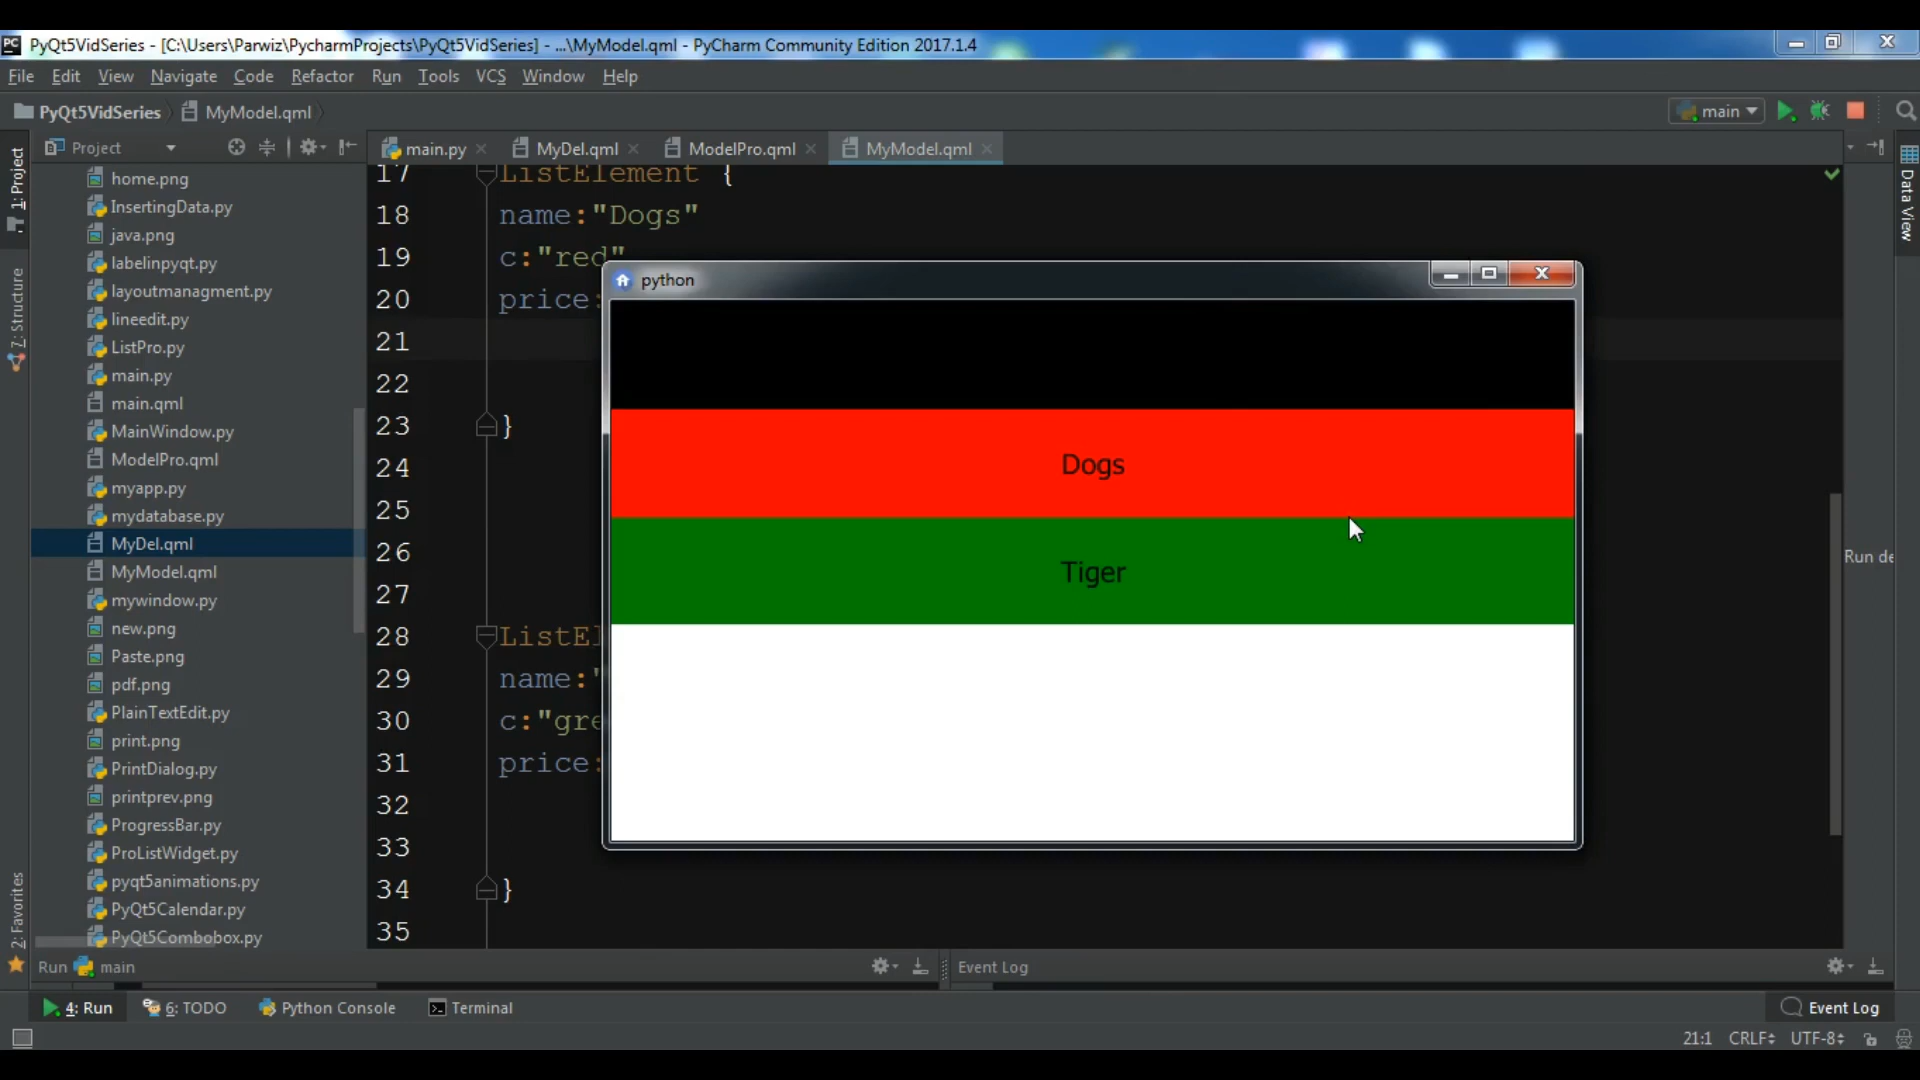 PyQt5VidSeries - [C:\Users\Parwiz\PycharmProjects\PyQt5VidSeries] - ...\MyModel.qml - PyCharm Community Edition 2017.1.4
File Edit View Navigate Code Refactor Run Tools VCS Window Help
PyQt5VidSeries MyModel.qml main
Project main.py MyDel.qml ModelPro.qml MyModel.qml
1: Project
7: Structure
2: Favorites
home.png
InsertingData.py
java.png
labelinpyqt.py
layoutmanagment.py
lineedit.py
ListPro.py
main.py
main.qml
MainWindow.py
ModelPro.qml
myapp.py
mydatabase.py
MyDel.qml
MyModel.qml
mywindow.py
new.png
Paste.png
pdf.png
PlainTextEdit.py
print.png
PrintDialog.py
printprev.png
ProgressBar.py
ProListWidget.py
pyqt5animations.py
PyQt5Calendar.py
PyQt5Combobox.py
17 ListElement {
18 name:"Dogs"
19 c:"red"
20 price:
21
22
23 }
24
25
26
27
28 ListEl
29 name:"
30 c:"gre
31 price:
32
33
34 }
35
python
Dogs
Tiger
Data View
Run de
Run main Event Log
4: Run 6: TODO Python Console Terminal Event Log
21:1 CRLF UTF-8